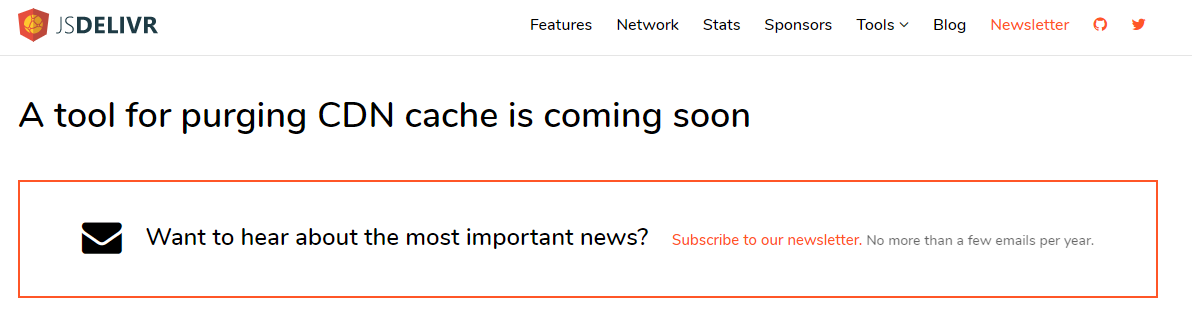 JSDELIVR Features Network Stats Sponsors Tools Blog Newsletter
A tool for purging CDN cache is coming soon
Want to hear about the most important news? Subscribe to our newsletter. No more than a few emails per year.